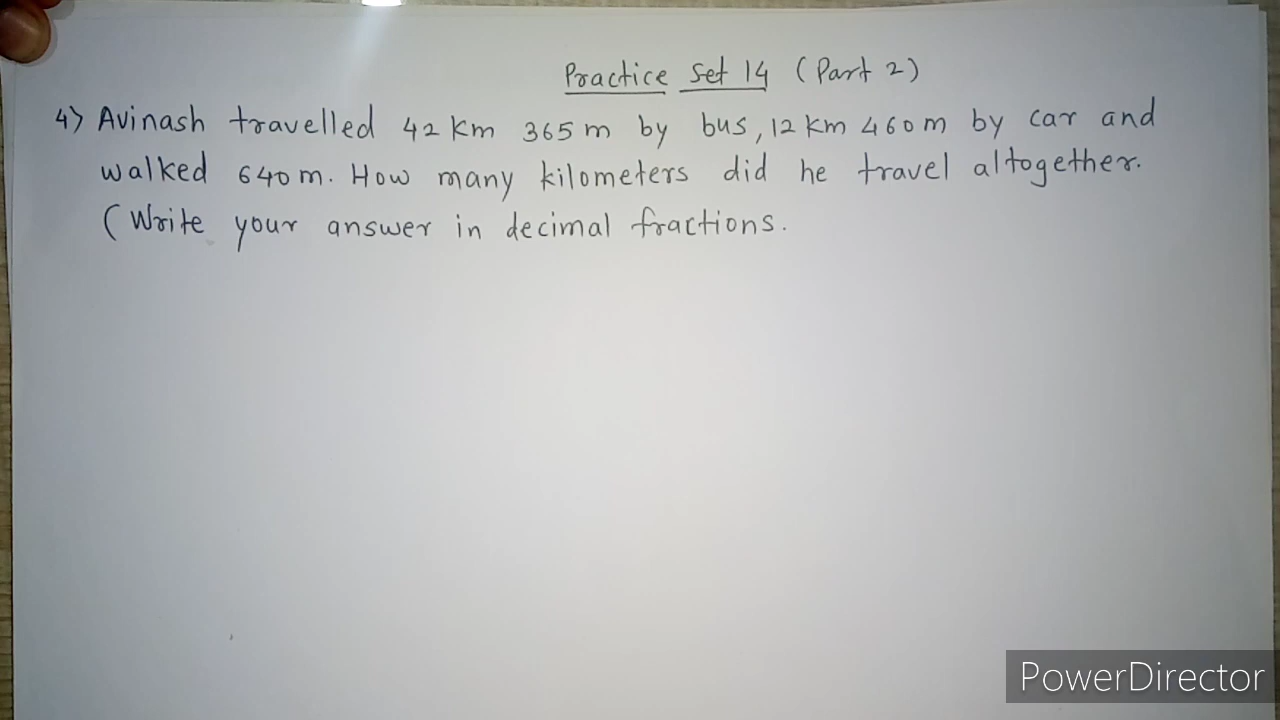 Practice Set 14 (Part 2)
4) Avinash travelled 42 km 365 m by bus, 12 km 460 m by car and
walked 640 m. How many kilometers did he travel altogether.
(Write your answer in decimal fractions.
PowerDirector